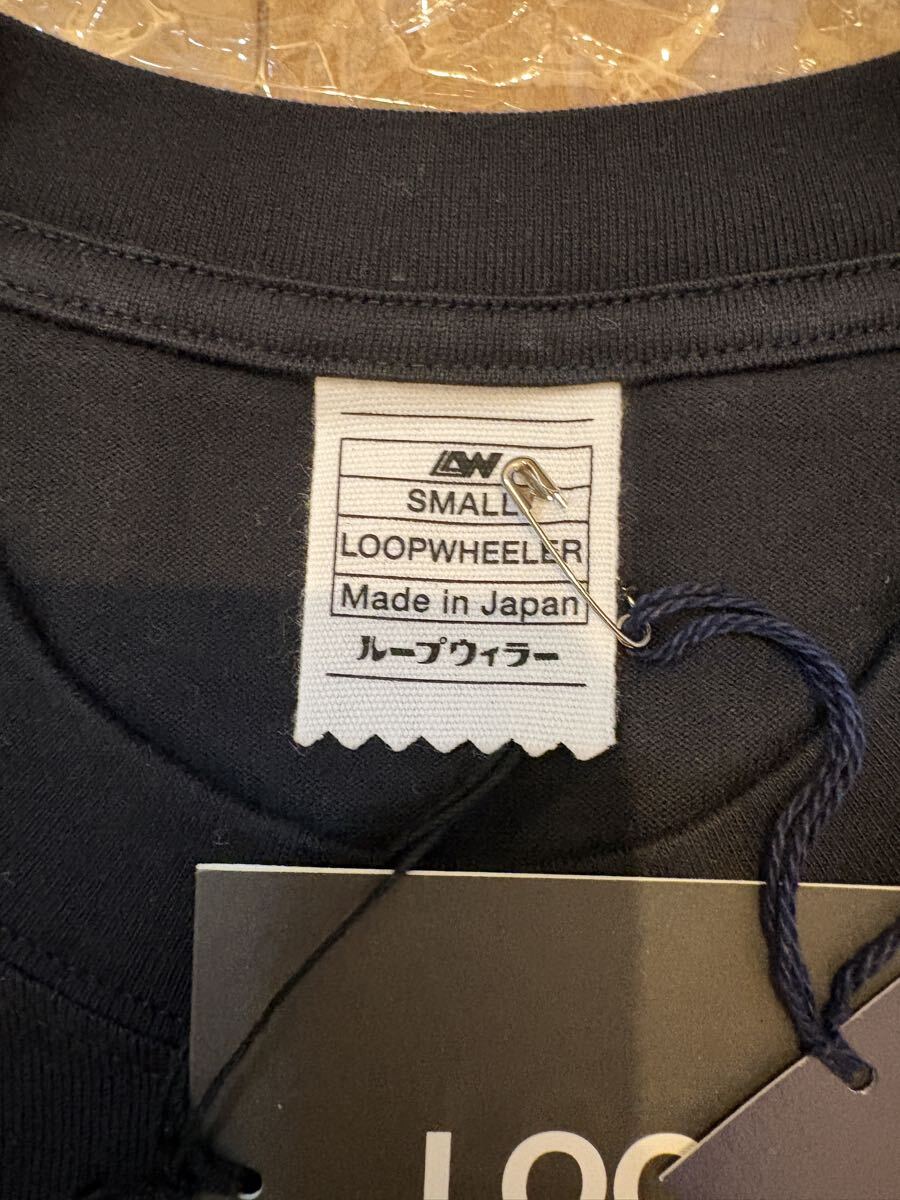 LW
SMALL
LOOPWHEELER
Made in Japan
ループウィラー
LOO